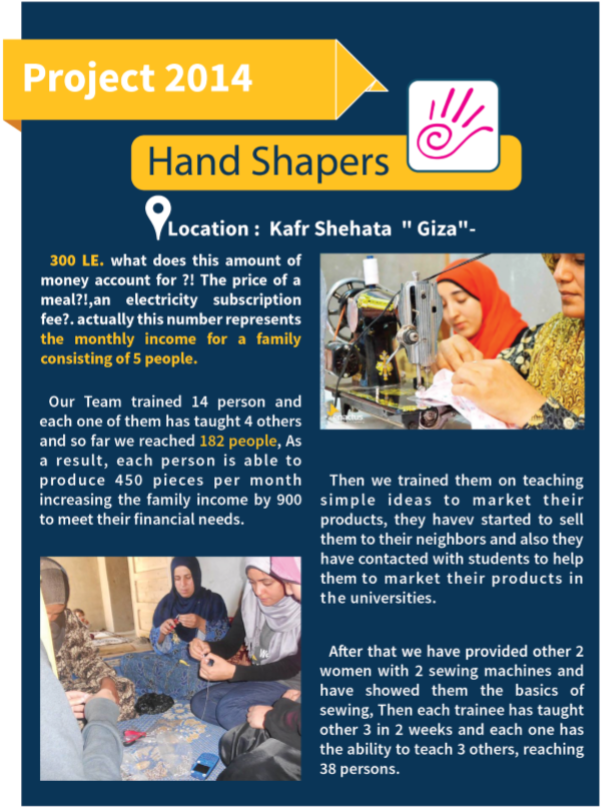 Project 2014
Hand Shapers
Location : Kafr Shehata " Giza"-
300 LE. what does this amount of
money account for ?! The price of a
meal?!,an electricity subscription
fee?. actually this number represents
the monthly income for a family
consisting of 5 people.
Our Team trained 14 person and
each one of them has taught 4 others
and so far we reached 182 people, As
a result, each person is able to
produce 450 pieces per month
increasing the family income by 900
to meet their financial needs.
Then we trained them on teaching
simple ideas to market their
products, they havev started to sell
them to their neighbors and also they
have contacted with students to help
them to market their products in
the universities.
After that we have provided other 2
women with 2 sewing machines and
have showed them the basics of
sewing, Then each trainee has taught
other 3 in 2 weeks and each one has
the ability to teach 3 others, reaching
38 persons.